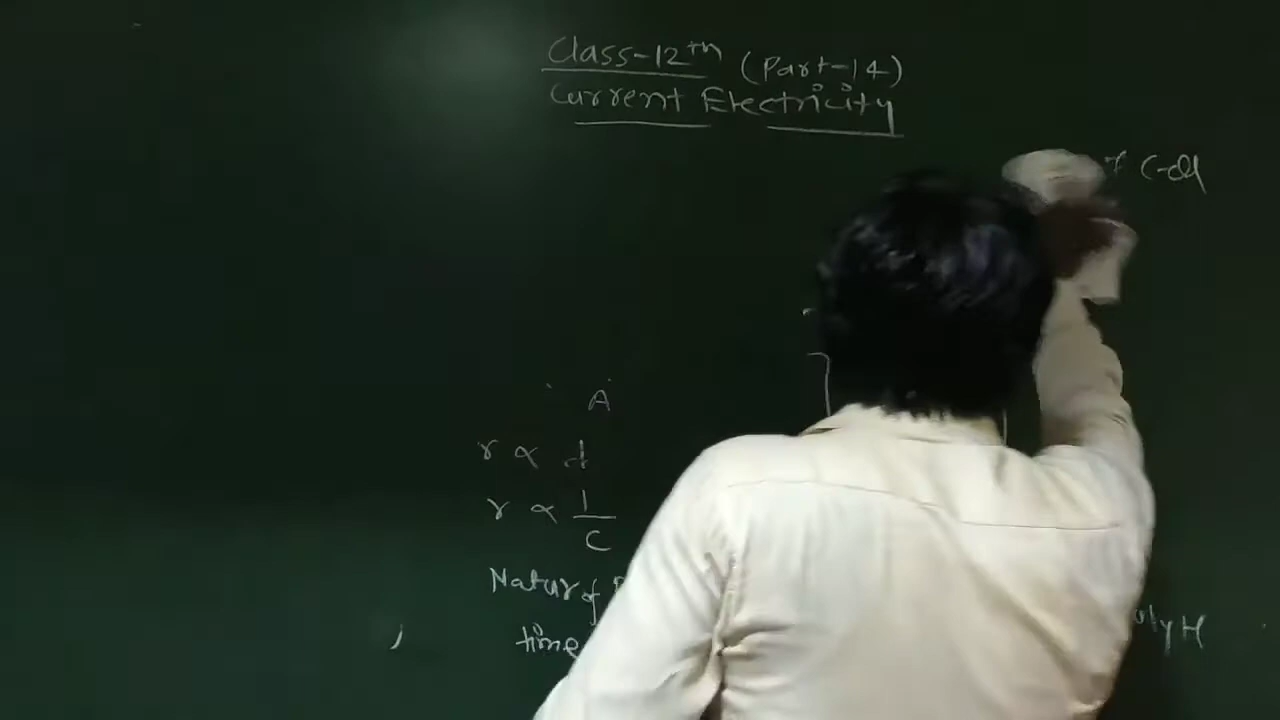 Class-12th (Part-14)
Current Electricity
A
r ∝ d
r ∝ 1/C
Natur of
time